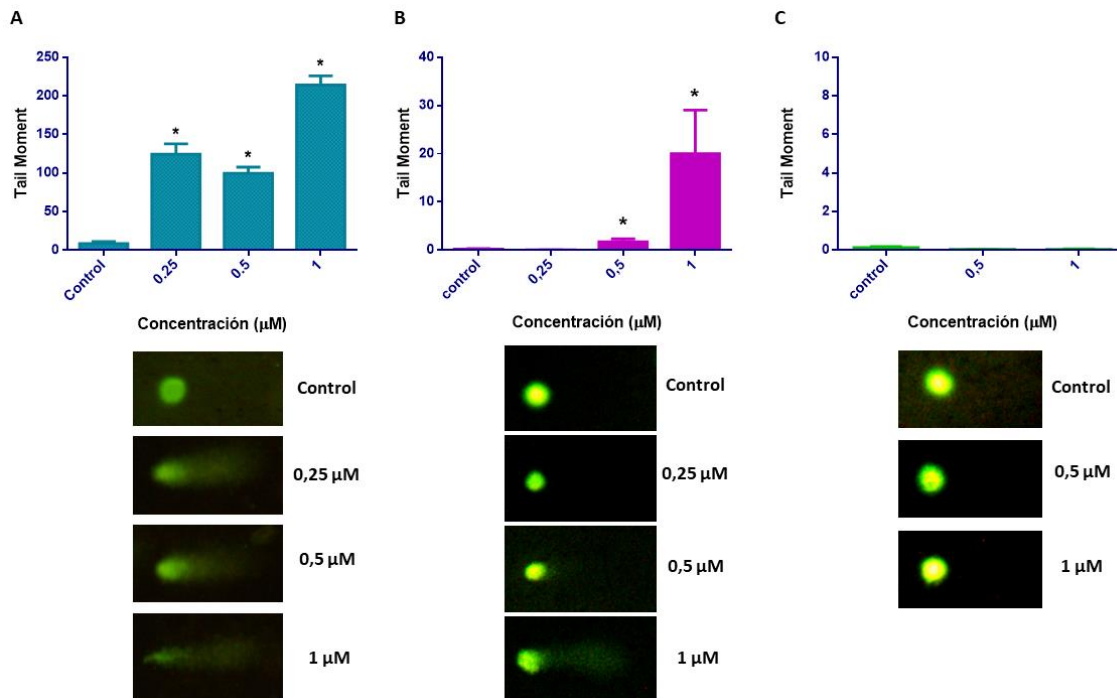 A
Tail Moment
250
200
150
100
50
0
*
*
*
Control
0.25
0.5
1
Concentración (μM)
Control
0,25 μM
0,5 μM
1 μM
B
Tail Moment
40
30
20
10
0
*
*
control
0,25
0,5
1
Concentración (μM)
Control
0,25 μM
0,5 μM
1 μM
C
Tail Moment
10
8
6
4
2
0
control
0,5
1
Concentración (μM)
Control
0,5 μM
1 μM